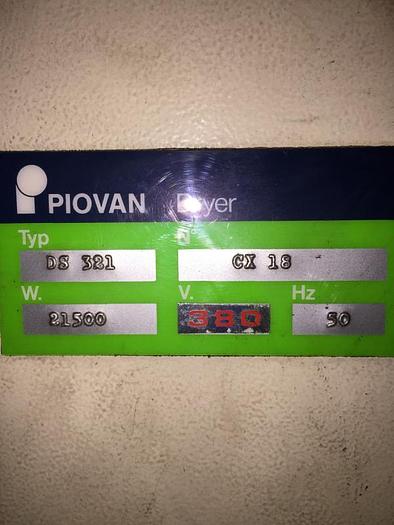 PIOVAN Dryer
Typ N
DS 321 CX 18
W. V. Hz
21500 380 50